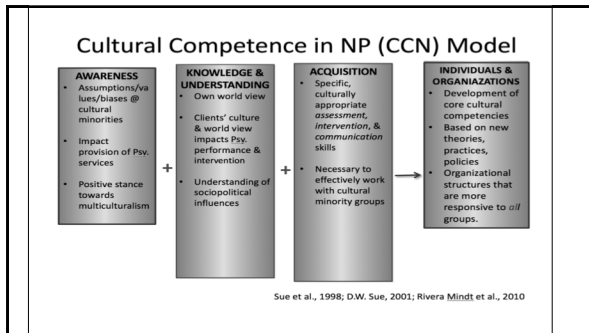 Cultural Competence in NP (CCN) Model
AWARENESS
• Assumptions/va
lues/biases @
cultural
minorities
• Impact
provision of Psy.
services
• Positive stance
towards
multiculturalism
+
KNOWLEDGE &
UNDERSTANDING
• Own world view
• Clients' culture
& world view
impacts Psy.
performance &
intervention
• Understanding of
sociopolitical
influences
+
ACQUISITION
• Specific,
culturally
appropriate
assessment,
intervention, &
communication
skills
• Necessary to
effectively work
with cultural
minority groups
INDIVIDUALS &
ORGANIAZATIONS
• Development of
core cultural
competencies
• Based on new
theories,
practices,
policies
• Organizational
structures that
are more
responsive to all
groups.
Sue et al., 1998; D.W. Sue, 2001; Rivera Mindt et al., 2010